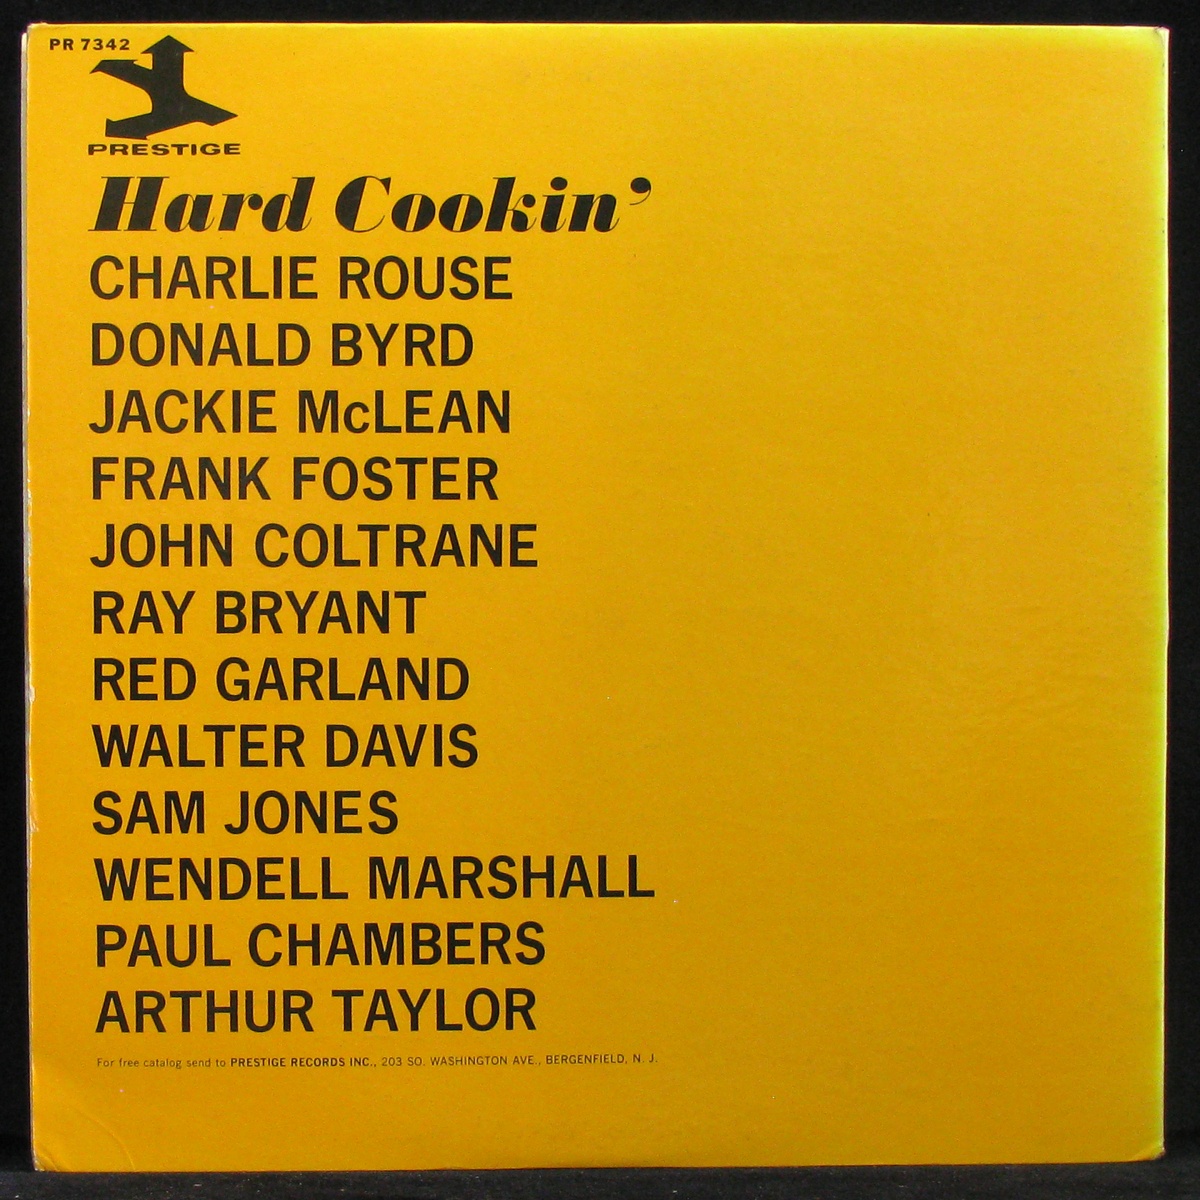 PR 7342
PRESTIGE
Hard Cookin’
CHARLIE ROUSE
DONALD BYRD
JACKIE McLEAN
FRANK FOSTER
JOHN COLTRANE
RAY BRYANT
RED GARLAND
WALTER DAVIS
SAM JONES
WENDELL MARSHALL
PAUL CHAMBERS
ARTHUR TAYLOR
For free catalog send to PRESTIGE RECORDS INC., 203 SO. WASHINGTON AVE., BERGENFIELD, N. J.